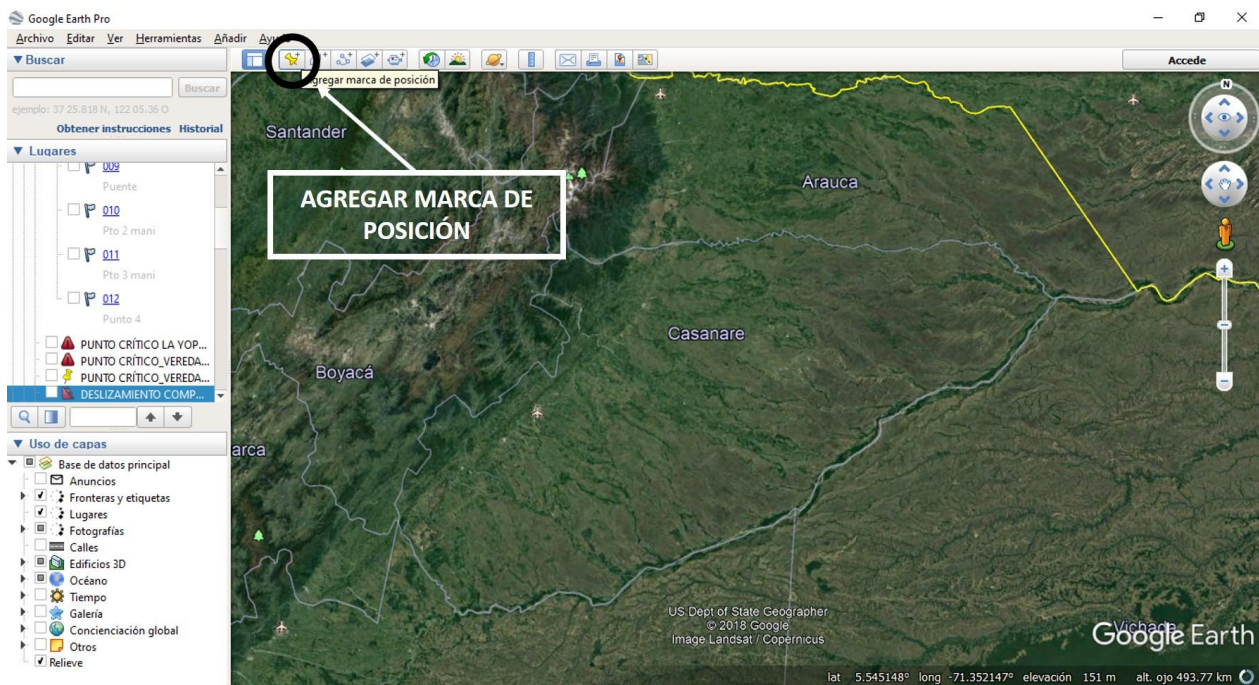 Google Earth Pro
Archivo Editar Ver Herramientas Añadir Ayuda
Buscar
Buscar
ejemplo: 37 25.818 N, 122 05.36 O
Obtener instrucciones Historial
Lugares
009
Puente
010
Pto 2 mani
011
Pto 3 mani
012
Punto 4
PUNTO CRÍTICO LA YOP...
PUNTO CRÍTICO_VEREDA...
PUNTO CRÍTICO_VEREDA...
DESLIZAMIENTO COMP...
Uso de capas
Base de datos principal
Anuncios
Fronteras y etiquetas
Lugares
Fotografías
Calles
Edificios 3D
Océano
Tiempo
Galería
Concienciación global
Otros
Relieve
Accede
Agregar marca de posición
N
Santander
AGREGAR MARCA DE
POSICIÓN
Arauca
Casanare
Boyacá
arca
US Dept of State Geographer
© 2018 Google
Image Landsat / Copernicus
Vichada
Google Earth
lat 5.545148° long -71.352147° elevación 151 m alt. ojo 493.77 km